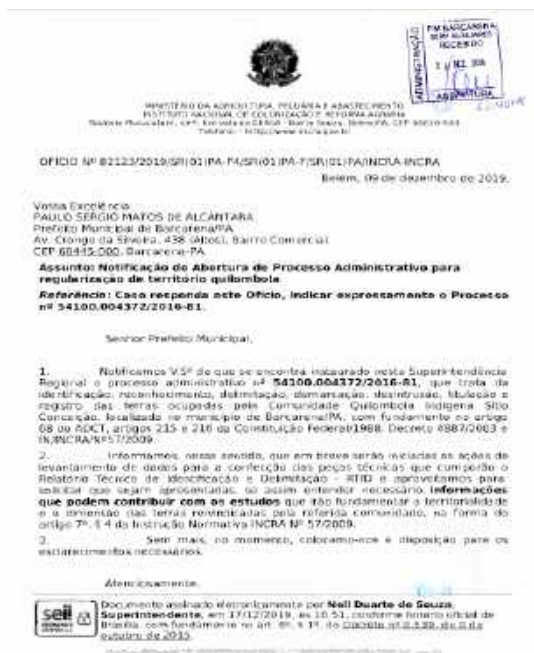 ADMINISTRAÇÃO
RECEBIDO
ASSINATURA
MINISTÉRIO DA AGRICULTURA, PECUÁRIA E ABASTECIMENTO
INSTITUTO NACIONAL DE COLONIZAÇÃO E REFORMA AGRÁRIA
OFÍCIO Nº 82123/2019/SR(01)PA-F4/SR(01)PA-F/SR(01)PA/INCRA-INCRA
Belém, 09 de dezembro de 2019.
Vossa Excelência
PAULO SÉRGIO MATOS DE ALCÂNTARA
Prefeito Municipal de Barcarena/PA
Av. Cronge da Silveira, 438 (Altos), Bairro Comercial
CEP 68445-000, Barcarena-PA
Assunto: Notificação de Abertura de Processo Administrativo para
regularização de território quilombola
Referência: Caso responda este Ofício, indicar expressamente o Processo
nº 54100.004372/2016-81.
Senhor Prefeito Municipal,
1. Notificamos V.Sª de que se encontra instaurado nesta Superintendência
Regional o processo administrativo nº 54100.004372/2016-81, que trata da
identificação, reconhecimento, delimitação, demarcação, desintrusão, titulação e
registro das terras ocupadas pela Comunidade Quilombola Indígena Sítio
Conceição, localizado no município de Barcarena/PA, com fundamento no artigo
68 do ADCT, artigos 215 e 216 da Constituição Federal/1988, Decreto 4887/2003 e
IN/INCRA/Nº57/2009.
2. Informamos, nesse sentido, que em breve serão iniciadas as ações de
levantamento de dados para a confecção das peças técnicas que cumporão o
Relatório Técnico de Identificação e Delimitação - RTID e aproveitamos para
solicitar que sejam apresentadas, se assim entender necessário informações
que podem contribuir com os estudos que irão fundamentar a territorialidade
e a dimensão das terras reivindicadas pela referida comunidade, na forma do
artigo 7º, § 4 da Instrução Normativa INCRA Nº 57/2009.
3. Sem mais, no momento, colocamo-nos à disposição para os
esclarecimentos necessários.
Atenciosamente,
seil
Documento assinado eletronicamente por Neil Duarte de Souza,
Superintendente, em 17/12/2019, às 10:51, conforme horário oficial de
Brasília, com fundamento no art. 6º, § 1º, do Decreto nº 8.539, de 8 de
outubro de 2015.